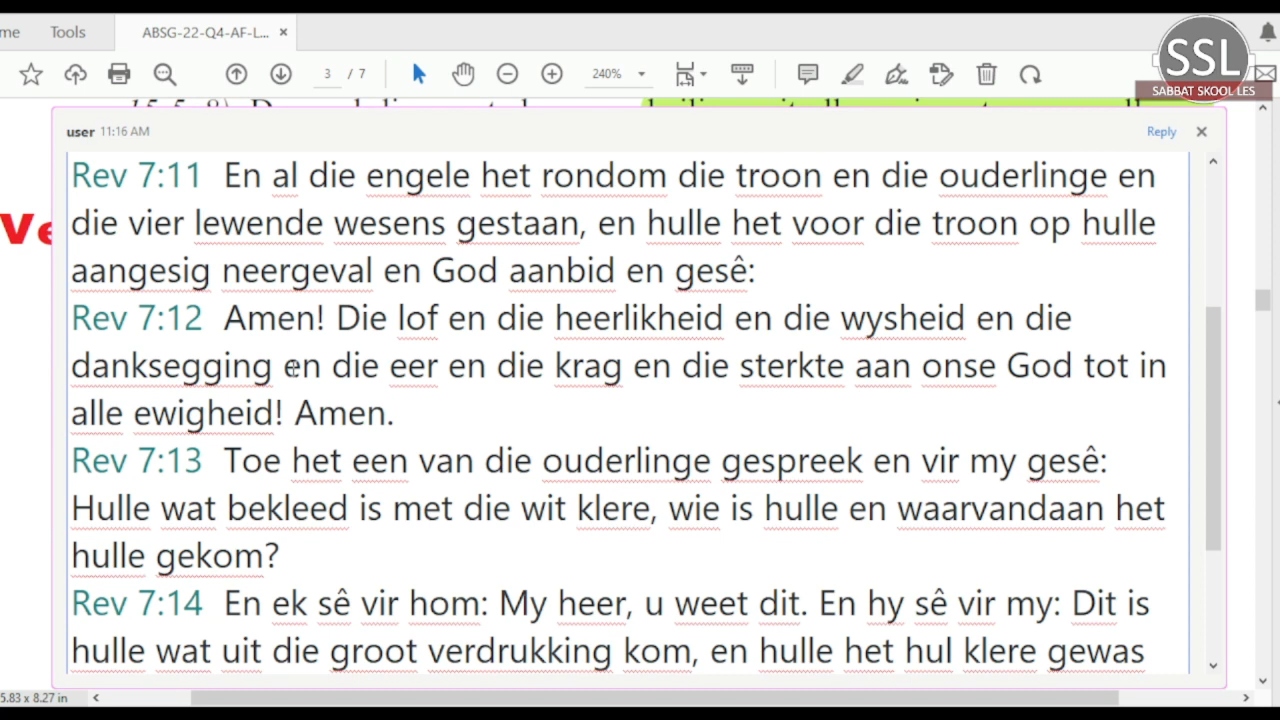 me Tools ABSG-22-Q4-AF-L... ×
SSL
SABBAT SKOOL LES
3 / 7 240%
user 11:16 AM Reply
Rev 7:11 En al die engele het rondom die troon en die ouderlinge en
die vier lewende wesens gestaan, en hulle het voor die troon op hulle
aangesig neergeval en God aanbid en gesê:
Rev 7:12 Amen! Die lof en die heerlikheid en die wysheid en die
danksegging en die eer en die krag en die sterkte aan onse God tot in
alle ewigheid! Amen.
Rev 7:13 Toe het een van die ouderlinge gespreek en vir my gesê:
Hulle wat bekleed is met die wit klere, wie is hulle en waarvandaan het
hulle gekom?
Rev 7:14 En ek sê vir hom: My heer, u weet dit. En hy sê vir my: Dit is
hulle wat uit die groot verdrukking kom, en hulle het hul klere gewas
5.83 x 8.27 in